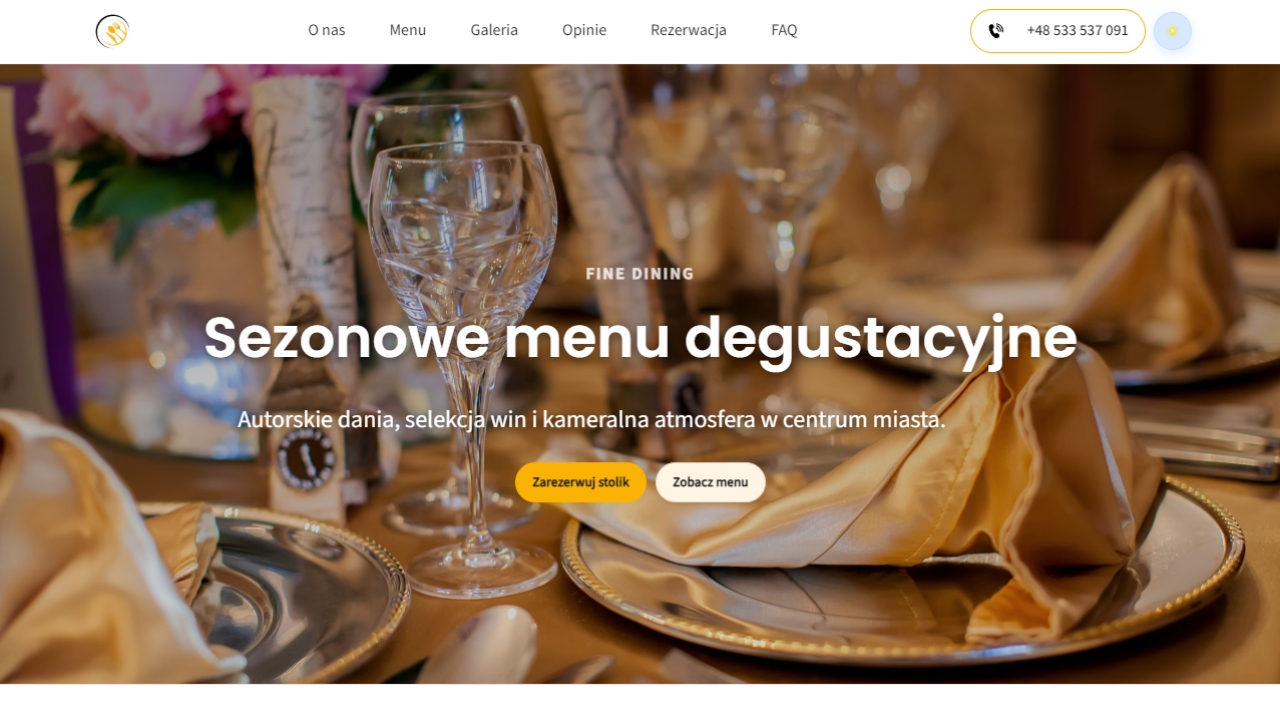 O nas
Menu
Galeria
Opinie
Rezerwacja
FAQ
+48 533 537 091
FINE DINING
Sezonowe menu degustacyjne
Autorskie dania, selekcja win i kameralna atmosfera w centrum miasta.
Zarezerwuj stolik
Zobacz menu